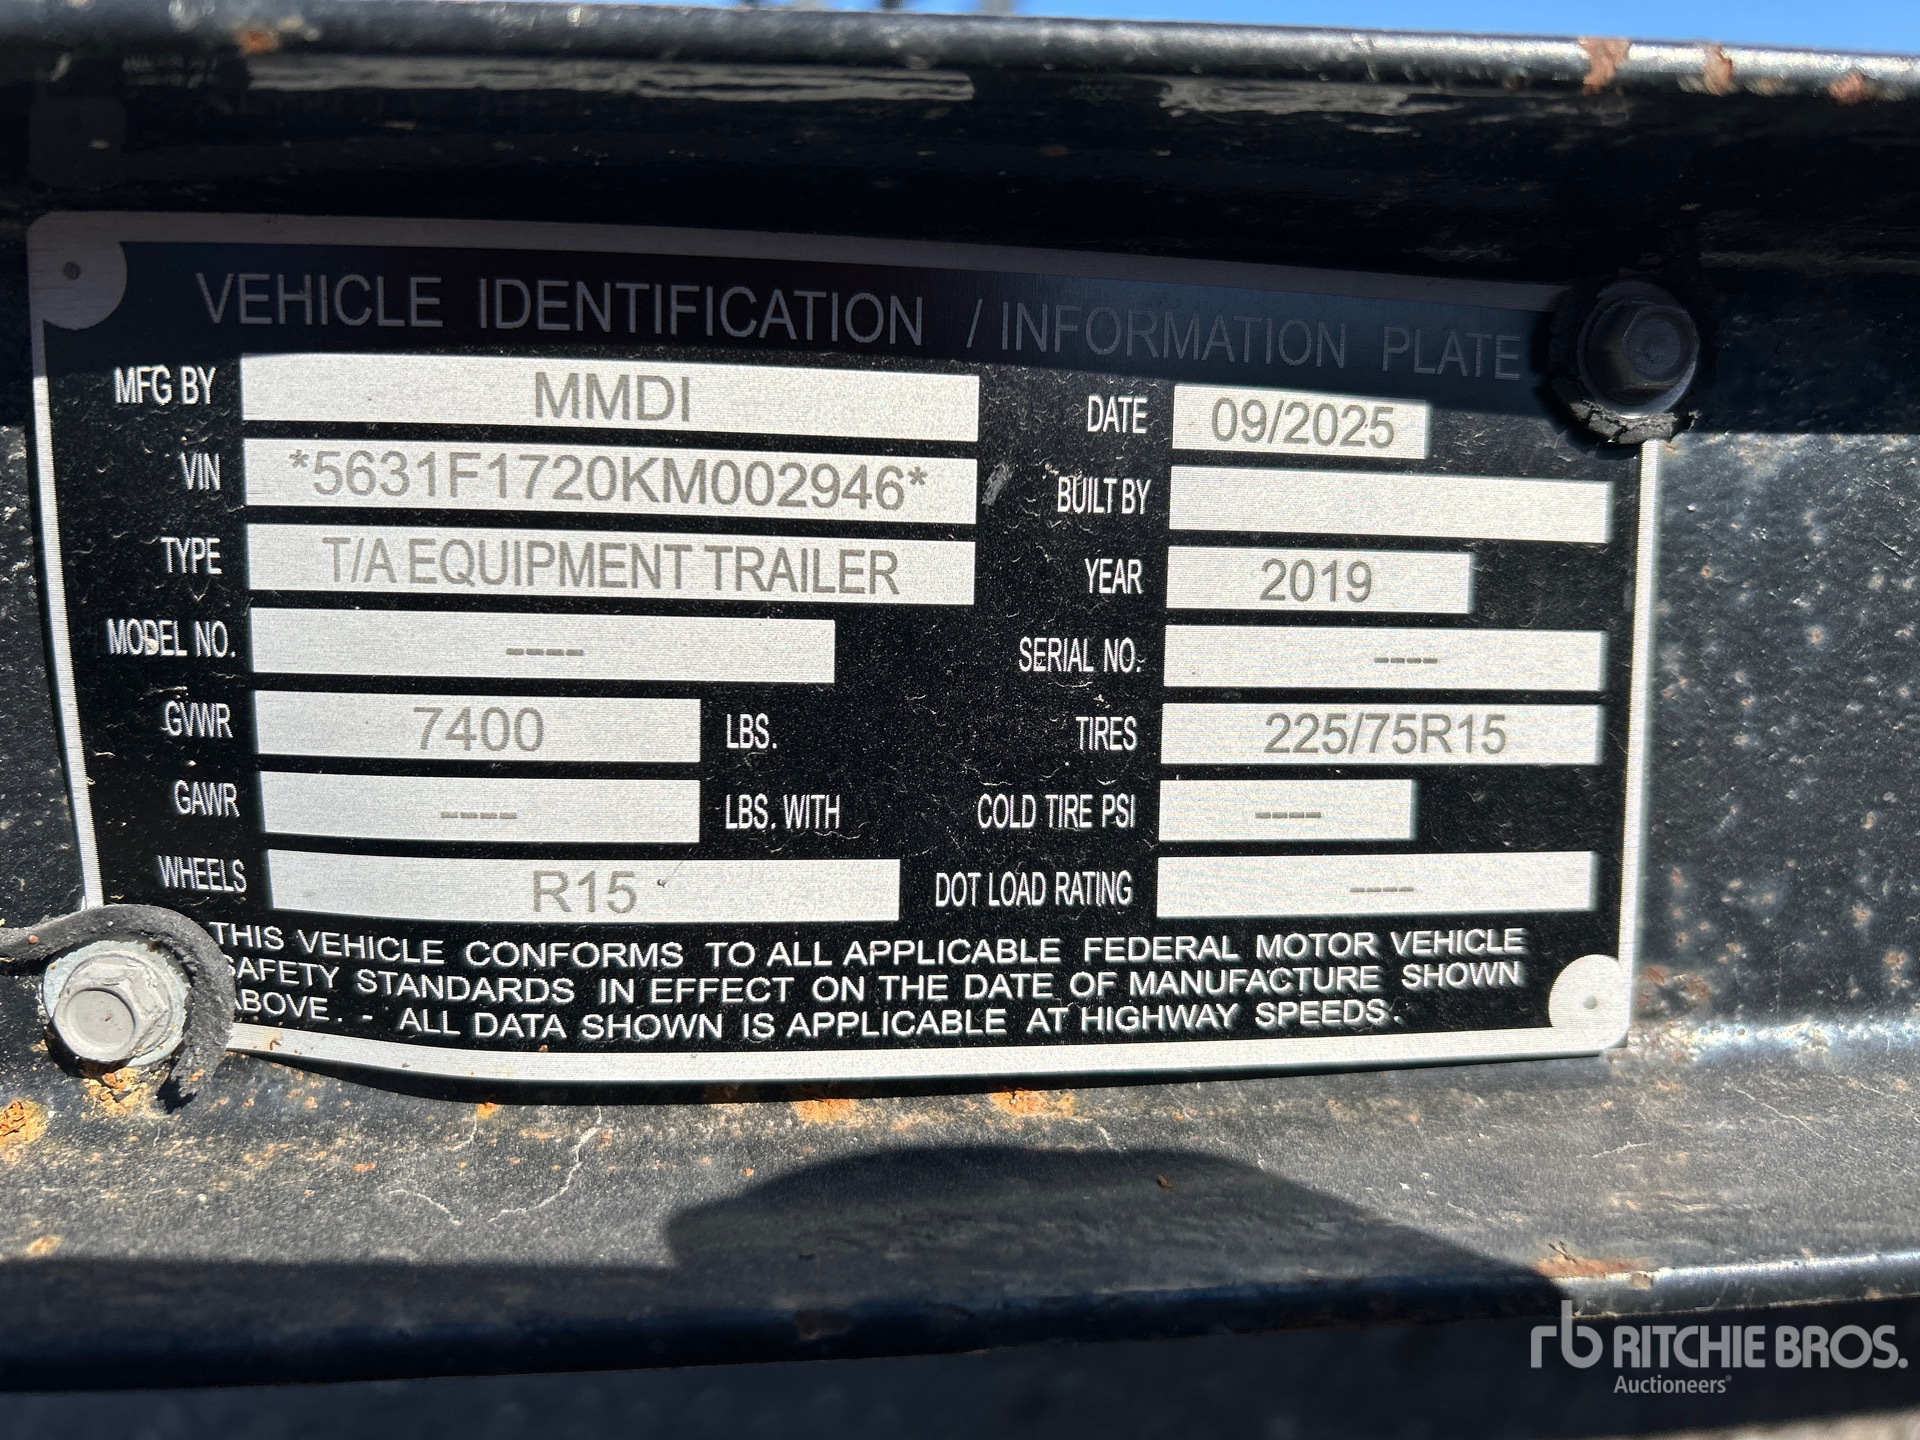 VEHICLE IDENTIFICATION / INFORMATION PLATE
MFG BY MMDI DATE 09/2025
VIN *5631F1720KM002946* BUILT BY
TYPE T/A EQUIPMENT TRAILER YEAR 2019
MODEL NO. ---- SERIAL NO. ----
GVWR 7400 LBS. TIRES 225/75R15
GAWR ---- LBS. WITH COLD TIRE PSI ----
WHEELS R15 DOT LOAD RATING ----
THIS VEHICLE CONFORMS TO ALL APPLICABLE FEDERAL MOTOR VEHICLE
SAFETY STANDARDS IN EFFECT ON THE DATE OF MANUFACTURE SHOWN
ABOVE. - ALL DATA SHOWN IS APPLICABLE AT HIGHWAY SPEEDS.
rb RITCHIE BROS.
Auctioneers®